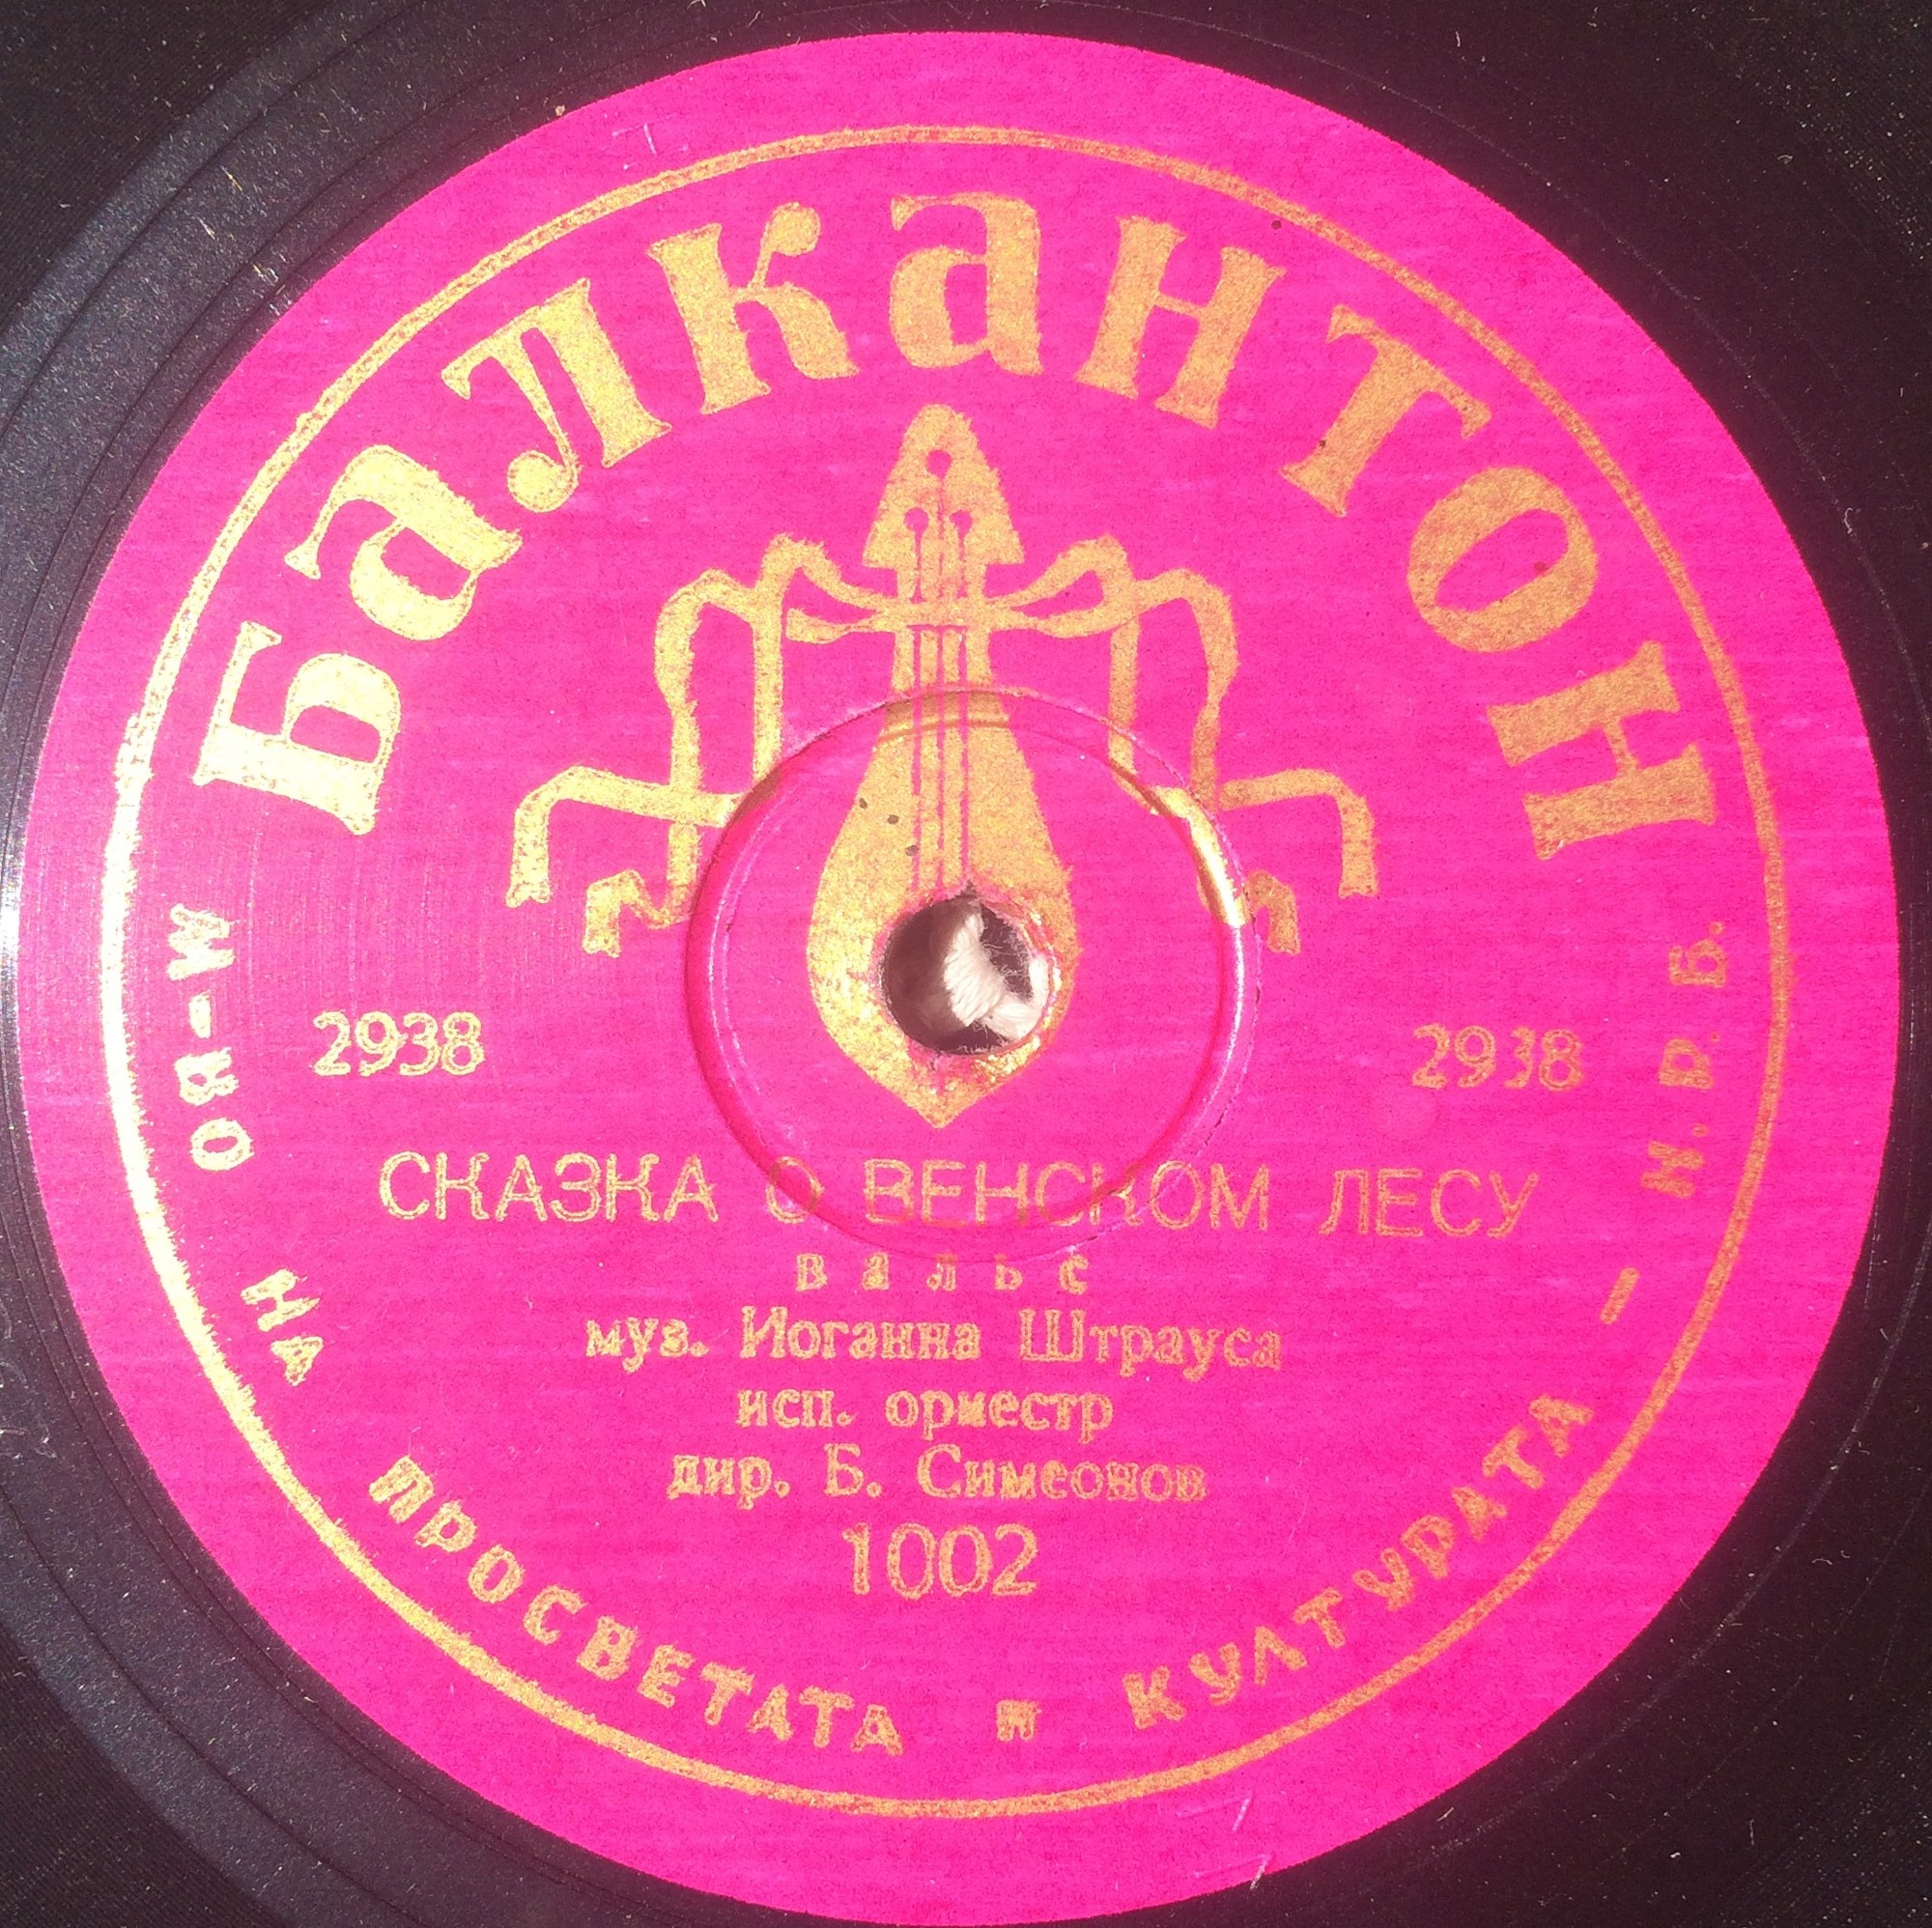 Балкантон
2938 2938
СКАЗКА О ВЕНСКОМ ЛЕСУ
вальс
муз. Иоганна Штрауса
исп. оркестр
дир. Б. Симеонов
1002
М-ВО НА ПРОСВЕТАТА и КУЛТУРАТА — Н.Р.Б.